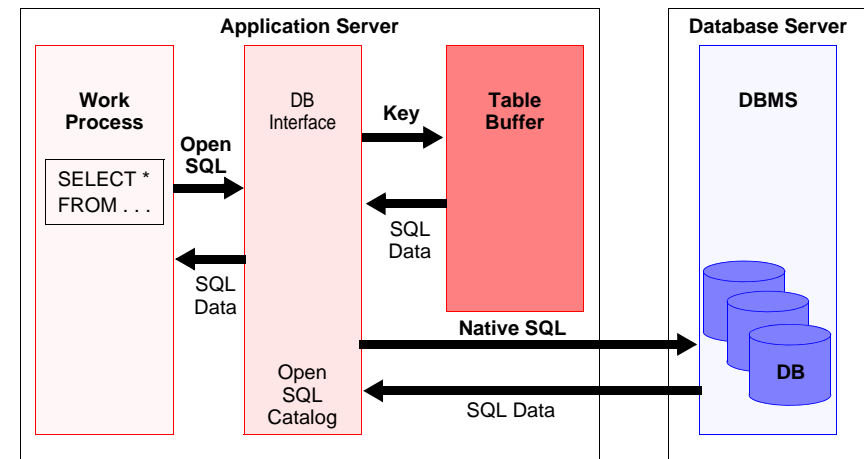 Application Server
Database Server
Work
Process
DB
Interface
Table
Buffer
DBMS
Key
Open
SQL
SELECT *
FROM . . .
SQL
Data
SQL
Data
Native SQL
Open
SQL
Catalog
SQL Data
DB